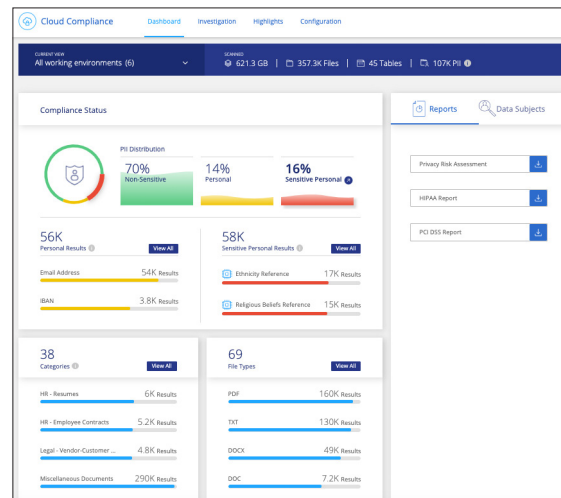 Cloud Compliance
Dashboard Investigation Highlights Configuration
CURRENT VIEW
All working environments (6)
SCANNED
621.3 GB | 357.3K Files | 45 Tables | 107K PII
Compliance Status
PII Distribution
70%
Non-Sensitive
14%
Personal
16%
Sensitive Personal
56K
Personal Results
View All
Email Address 54K Results
IBAN 3.8K Results
58K
Sensitive Personal Results
View All
Ethnicity Reference 17K Results
Religious Beliefs Reference 15K Results
38
Categories
View All
HR - Resumes 6K Results
HR - Employee Contracts 5.2K Results
Legal - Vendor-Customer ... 4.8K Results
Miscellaneous Documents 290K Results
69
File Types
View All
PDF 160K Results
TXT 130K Results
DOCX 49K Results
DOC 7.2K Results
Reports Data Subjects
Privacy Risk Assessment
HIPAA Report
PCI DSS Report